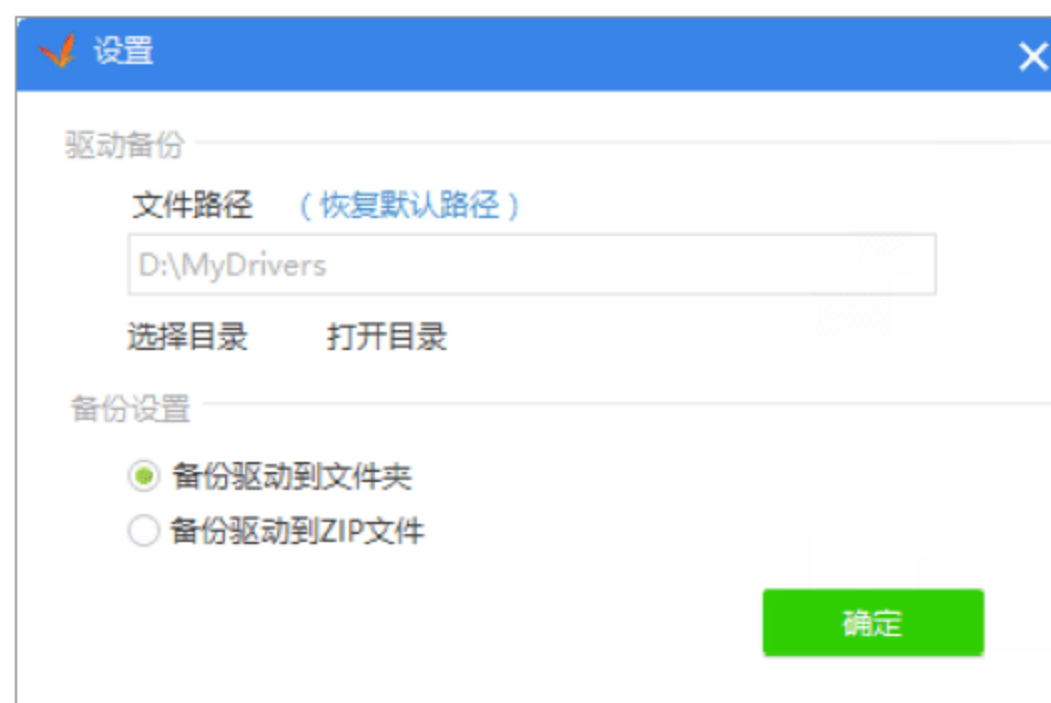 设置
驱动备份
文件路径 (恢复默认路径)
D:\MyDrivers
选择目录 打开目录
备份设置
备份驱动到文件夹
备份驱动到ZIP文件
确定